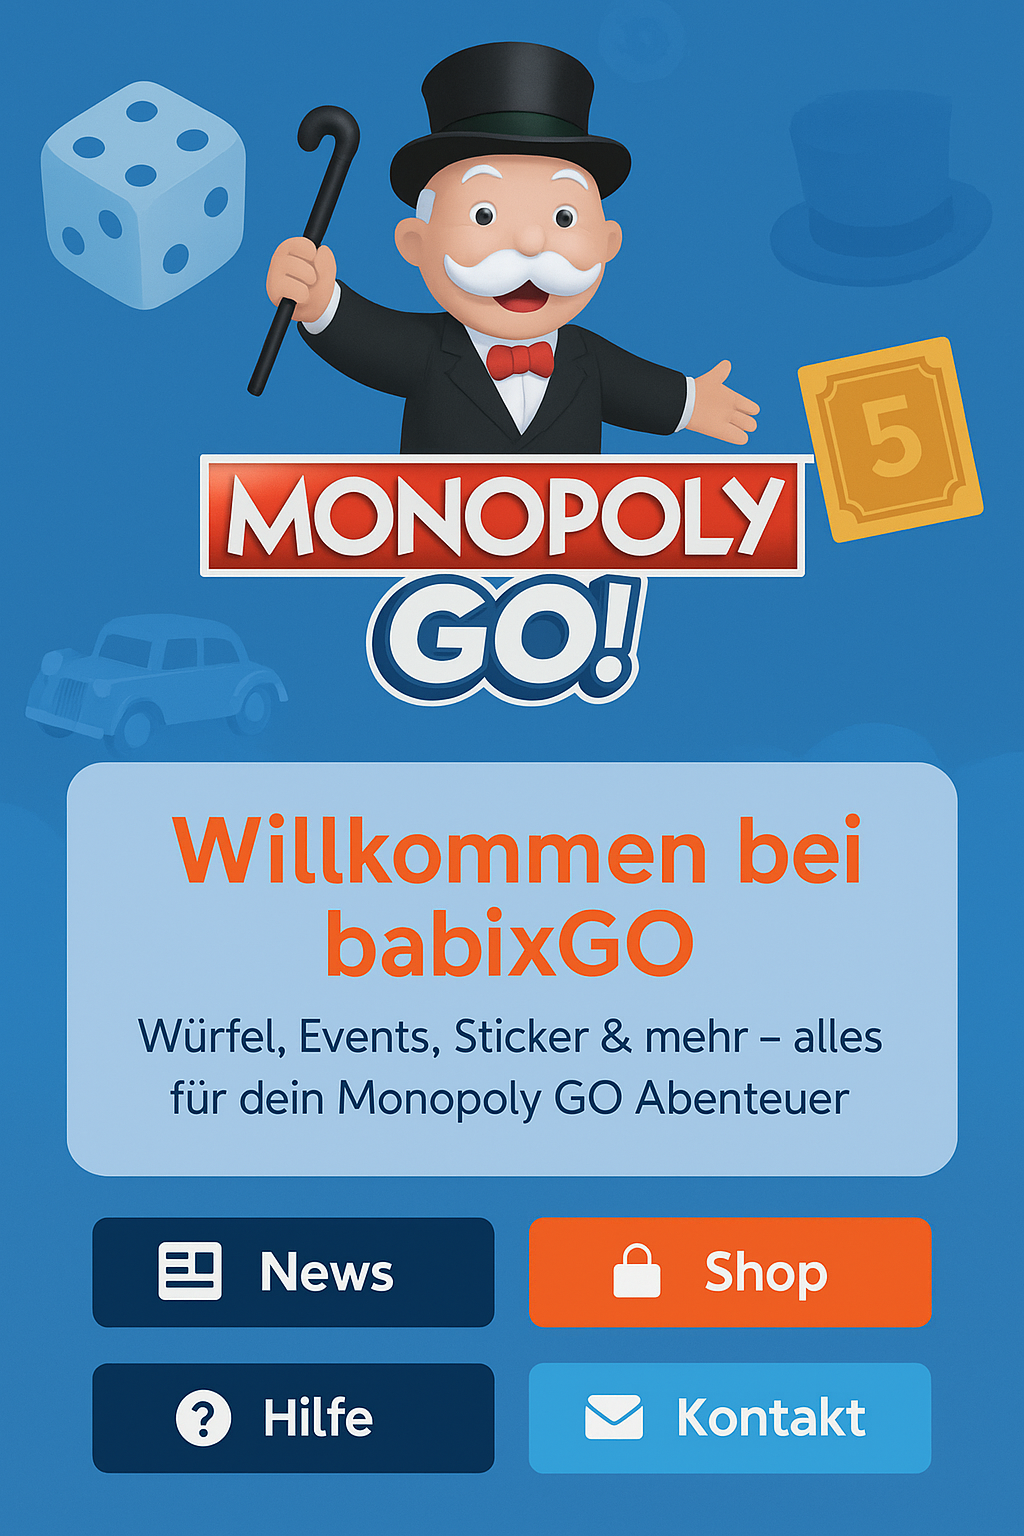 MONOPOLY
GO!
5
Willkommen bei
babixGO
Würfel, Events, Sticker & mehr – alles
für dein Monopoly GO Abenteuer
News
Shop
Hilfe
Kontakt